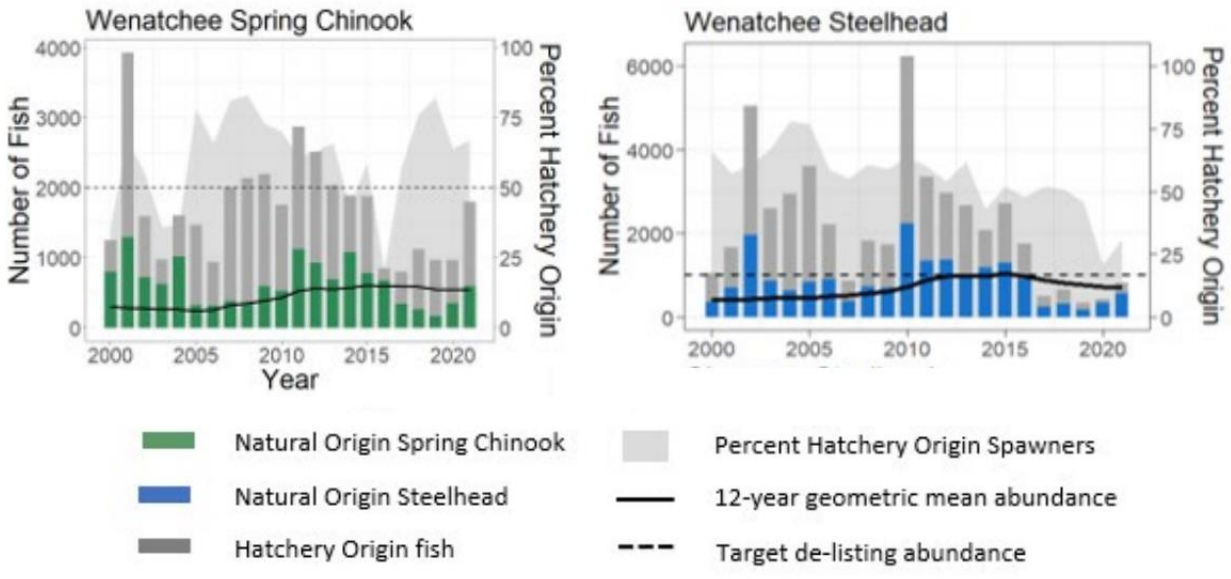 Wenatchee Spring Chinook
4000
3000
2000
1000
0
Number of Fish
100
75
50
25
0
Percent Hatchery Origin
2000 2005 2010 2015 2020
Year
Wenatchee Steelhead
6000
4000
2000
0
Number of Fish
100
75
50
25
0
Percent Hatchery Origin
2000 2005 2010 2015 2020
Natural Origin Spring Chinook
Natural Origin Steelhead
Hatchery Origin fish
Percent Hatchery Origin Spawners
12-year geometric mean abundance
Target de-listing abundance